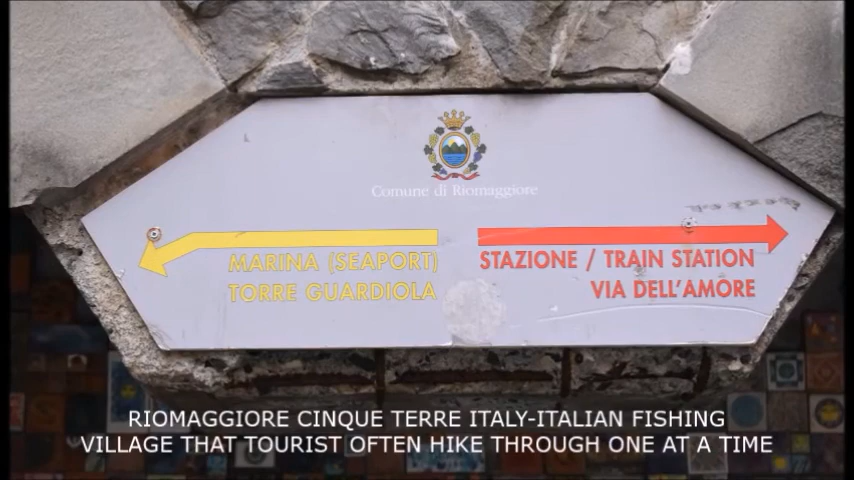 Comune di Riomaggiore
MARINA (SEAPORT)
TORRE GUARDIOLA
STAZIONE / TRAIN STATION
VIA DELL'AMORE
RIOMAGGIORE CINQUE TERRE ITALY-ITALIAN FISHING
VILLAGE THAT TOURIST OFTEN HIKE THROUGH ONE AT A TIME